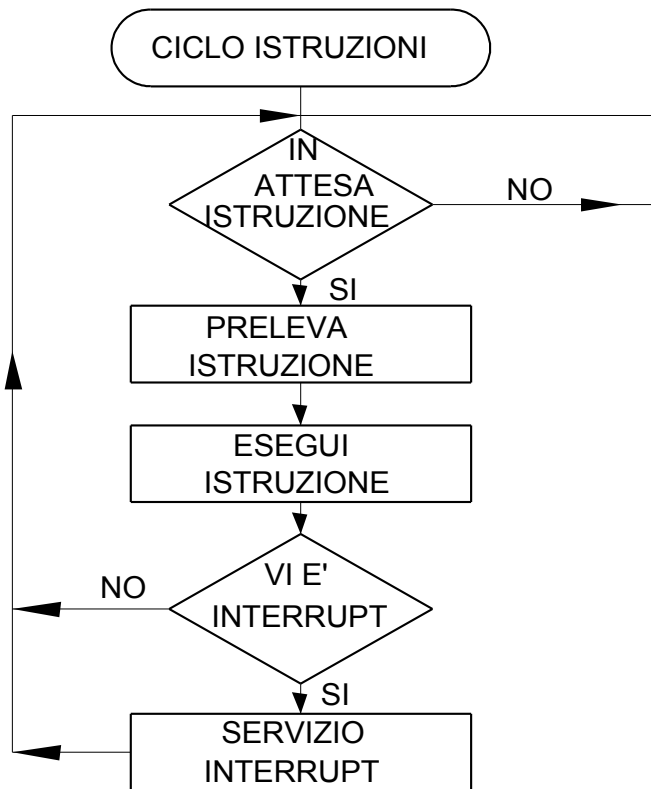 CICLO ISTRUZIONI
IN
ATTESA
ISTRUZIONE
NO
SI
PRELEVA
ISTRUZIONE
ESEGUI
ISTRUZIONE
VI E'
INTERRUPT
NO
SI
SERVIZIO
INTERRUPT